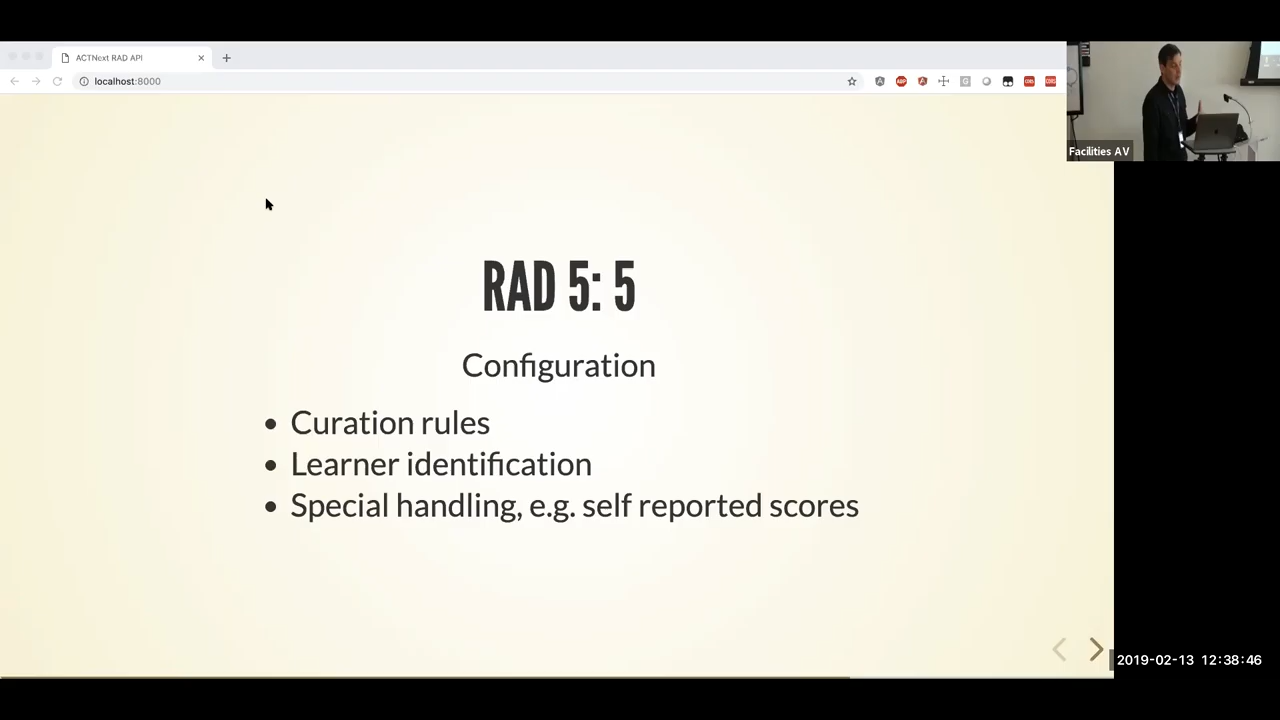 ACTNext RAD API
localhost:8000
Facilities AV
RAD 5: 5
Configuration
Curation rules
Learner identification
Special handling, e.g. self reported scores
2019-02-13 12:38:46